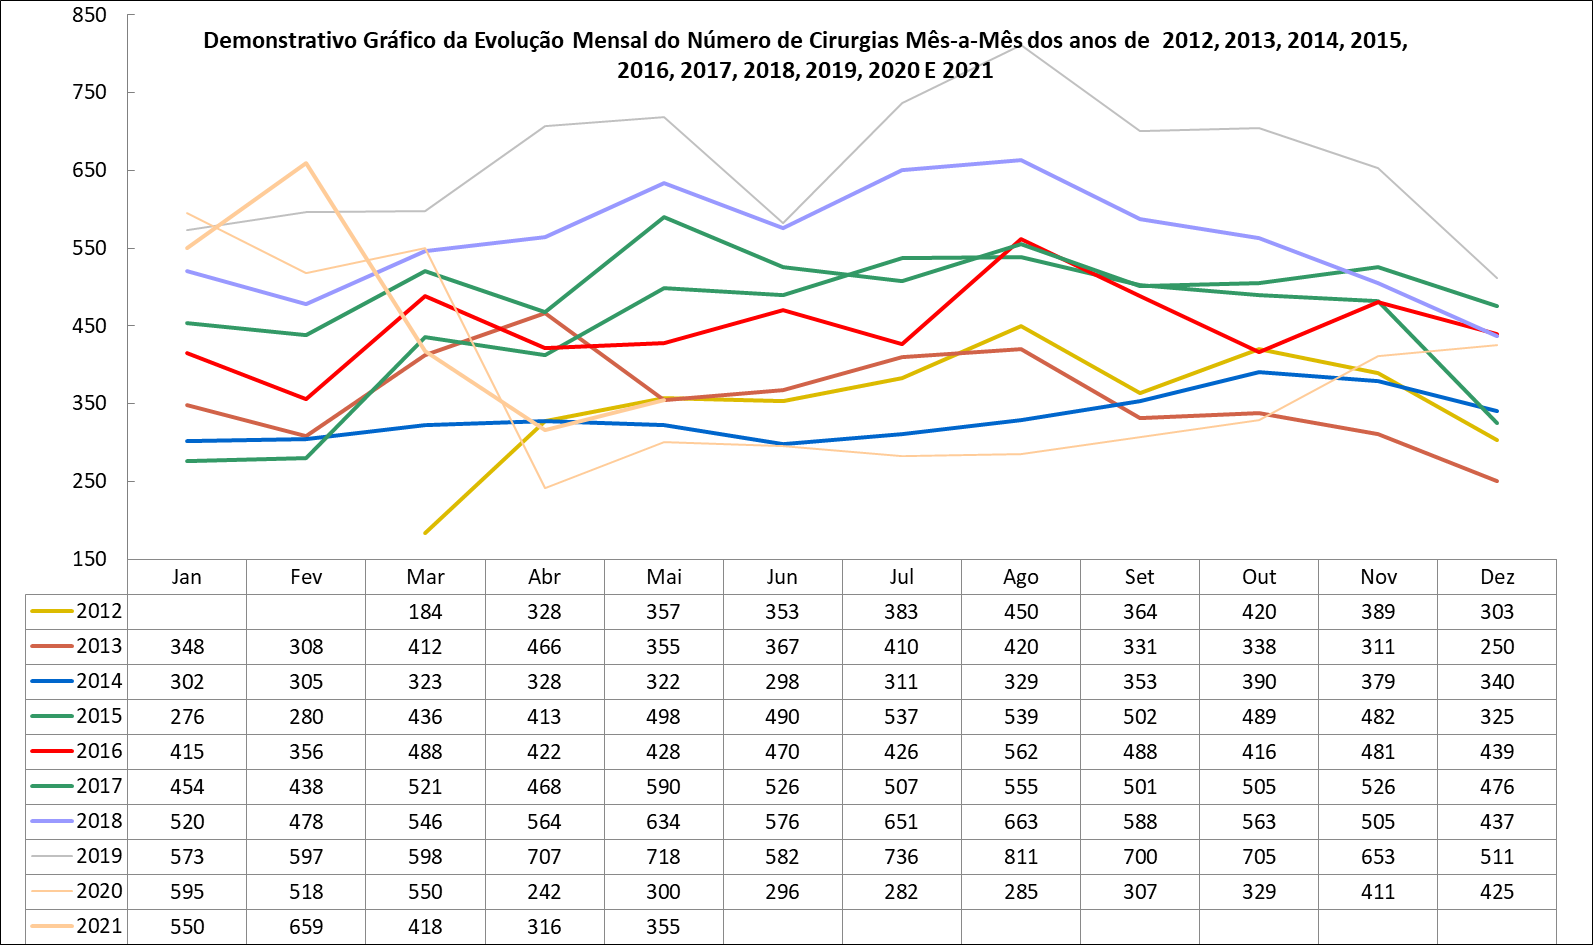 Demonstrativo Gráfico da Evolução Mensal do Número de Cirurgias Mês-a-Mês dos anos de 2012, 2013, 2014, 2015,
2016, 2017, 2018, 2019, 2020 E 2021
850
750
650
550
450
350
250
150
Jan Fev Mar Abr Mai Jun Jul Ago Set Out Nov Dez
2012 184 328 357 353 383 450 364 420 389 303
2013 348 308 412 466 355 367 410 420 331 338 311 250
2014 302 305 323 328 322 298 311 329 353 390 379 340
2015 276 280 436 413 498 490 537 539 502 489 482 325
2016 415 356 488 422 428 470 426 562 488 416 481 439
2017 454 438 521 468 590 526 507 555 501 505 526 476
2018 520 478 546 564 634 576 651 663 588 563 505 437
2019 573 597 598 707 718 582 736 811 700 705 653 511
2020 595 518 550 242 300 296 282 285 307 329 411 425
2021 550 659 418 316 355